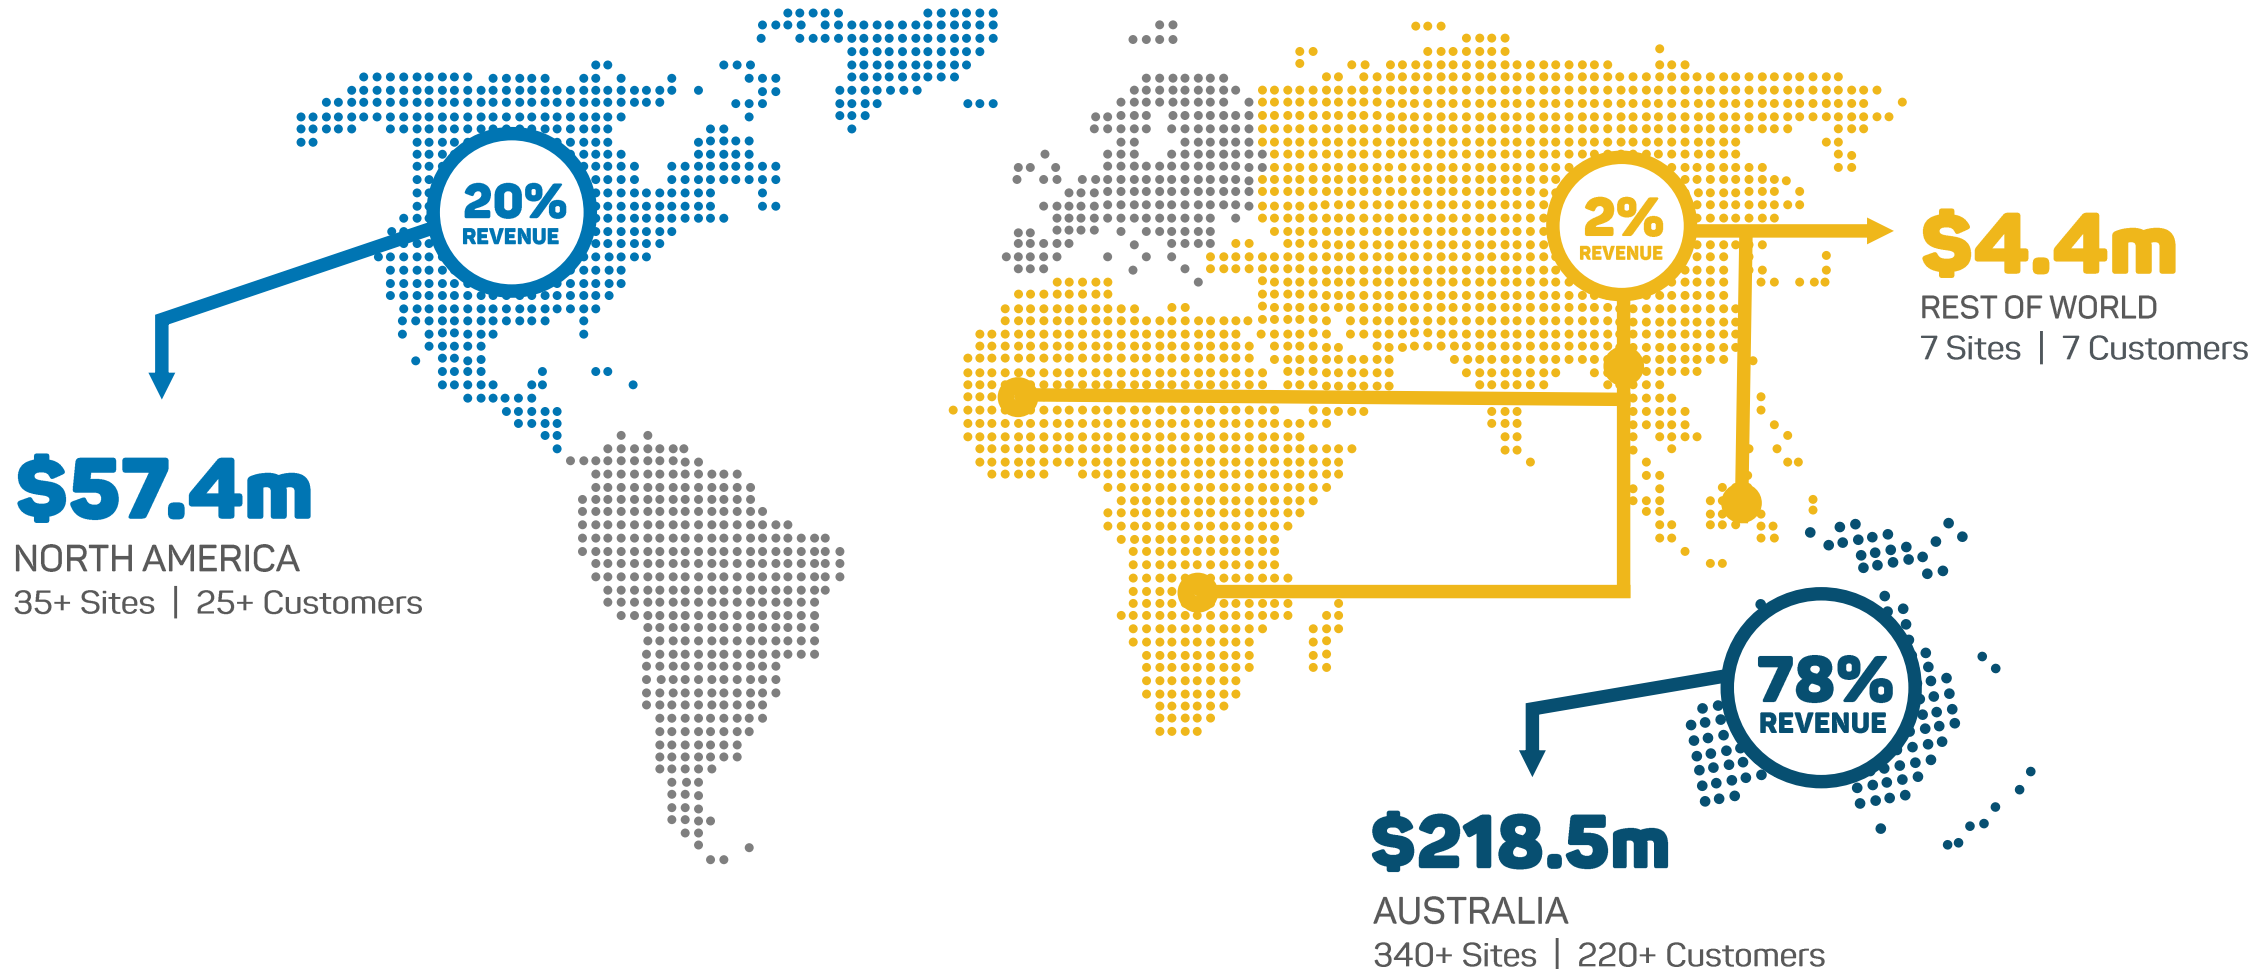 20%
REVENUE
$57.4m
NORTH AMERICA
35+ Sites | 25+ Customers
2%
REVENUE
$4.4m
REST OF WORLD
7 Sites | 7 Customers
78%
REVENUE
$218.5m
AUSTRALIA
340+ Sites | 220+ Customers